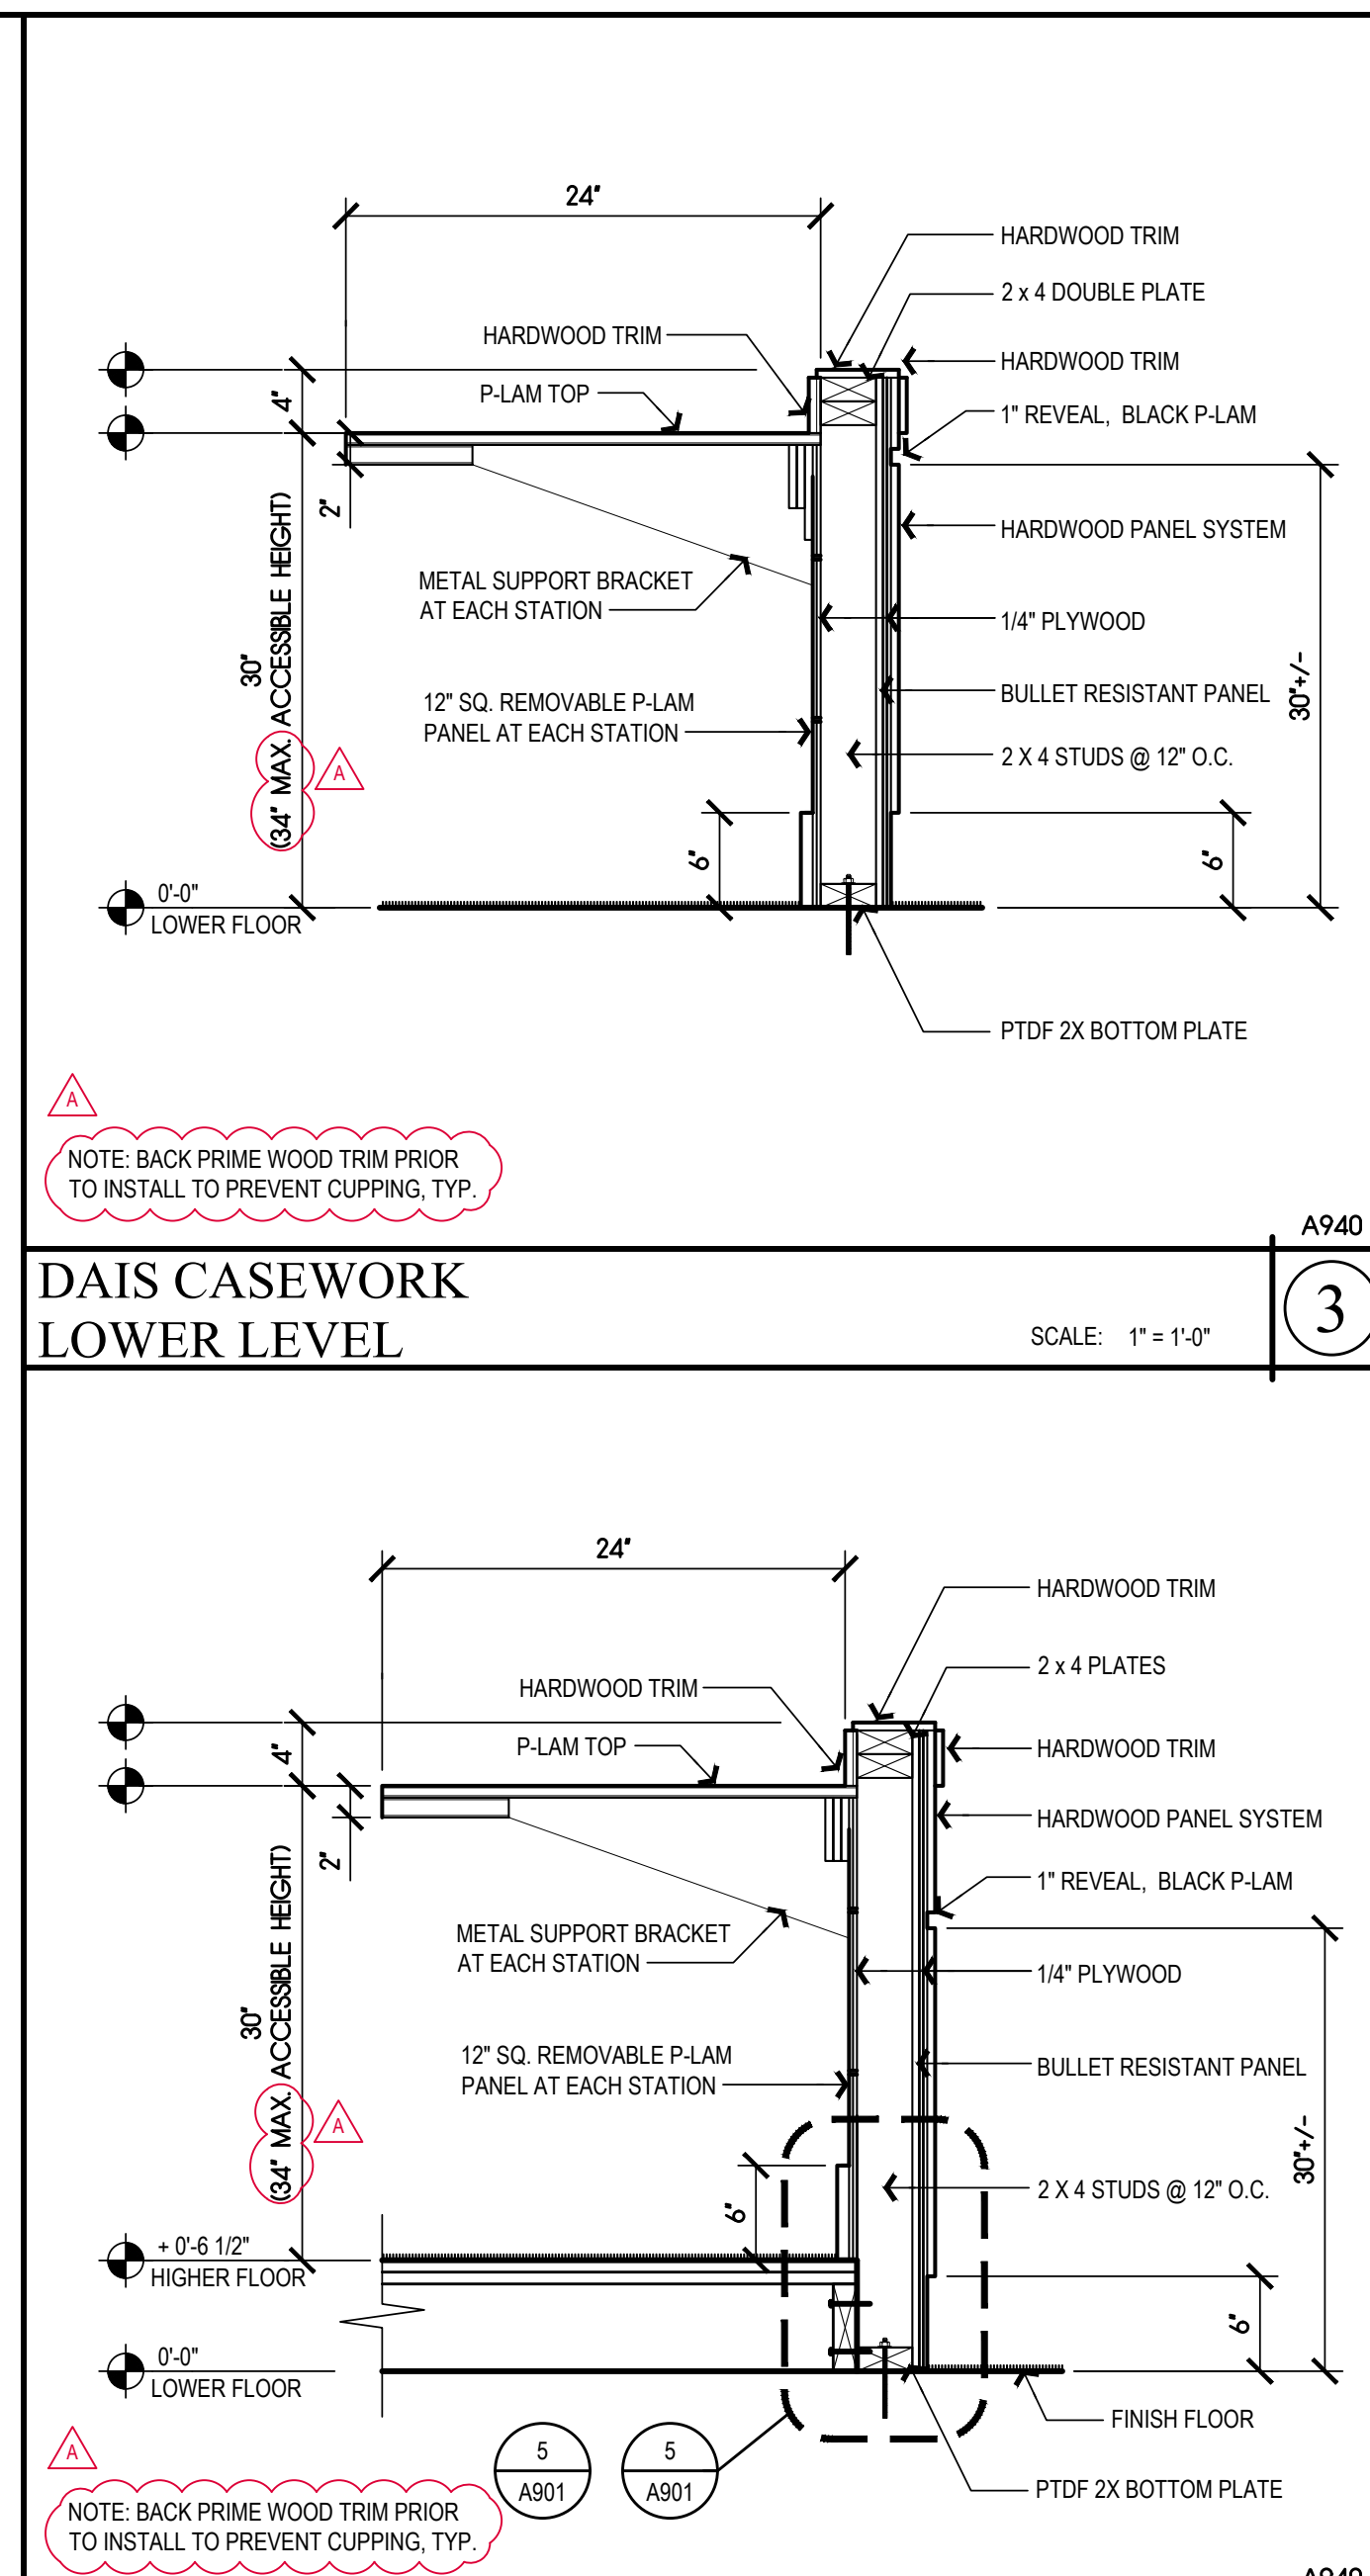 24"
HARDWOOD TRIM
2 x 4 DOUBLE PLATE
HARDWOOD TRIM
HARDWOOD TRIM
P-LAM TOP
1" REVEAL, BLACK P-LAM
4"
2"
HARDWOOD PANEL SYSTEM
METAL SUPPORT BRACKET
AT EACH STATION
1/4" PLYWOOD
30"
(34" MAX. ACCESSIBLE HEIGHT)
A
12" SQ. REMOVABLE P-LAM
PANEL AT EACH STATION
BULLET RESISTANT PANEL
30"+/-
2 X 4 STUDS @ 12" O.C.
6"
6"
0'-0"
LOWER FLOOR
PTDF 2X BOTTOM PLATE
A
NOTE: BACK PRIME WOOD TRIM PRIOR
TO INSTALL TO PREVENT CUPPING, TYP.
A940
DAIS CASEWORK
LOWER LEVEL
SCALE: 1" = 1'-0"
3
24"
HARDWOOD TRIM
2 x 4 PLATES
HARDWOOD TRIM
P-LAM TOP
HARDWOOD TRIM
4"
HARDWOOD PANEL SYSTEM
2"
1" REVEAL, BLACK P-LAM
METAL SUPPORT BRACKET
AT EACH STATION
1/4" PLYWOOD
30"
(34" MAX. ACCESSIBLE HEIGHT)
A
12" SQ. REMOVABLE P-LAM
PANEL AT EACH STATION
BULLET RESISTANT PANEL
30"+/-
2 X 4 STUDS @ 12" O.C.
6"
+ 0'-6 1/2"
HIGHER FLOOR
6"
0'-0"
LOWER FLOOR
FINISH FLOOR
A
5
A901
5
A901
PTDF 2X BOTTOM PLATE
NOTE: BACK PRIME WOOD TRIM PRIOR
TO INSTALL TO PREVENT CUPPING, TYP.
A940